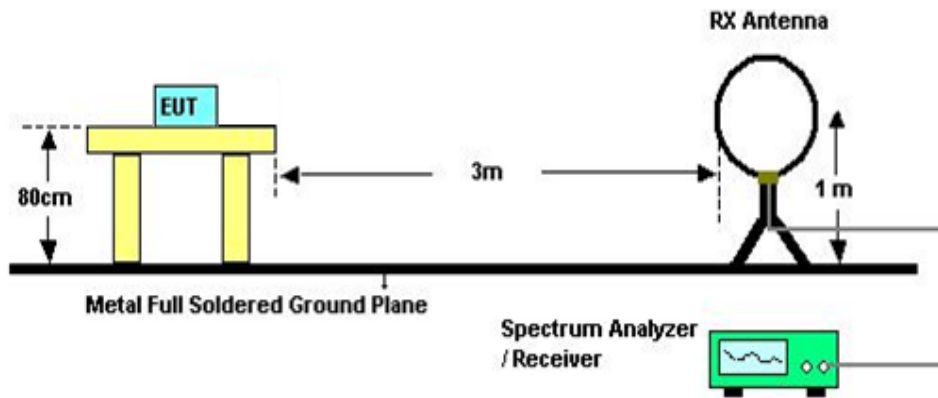 RX Antenna
EUT
80cm
3m
1 m
Metal Full Soldered Ground Plane
Spectrum Analyzer
/ Receiver